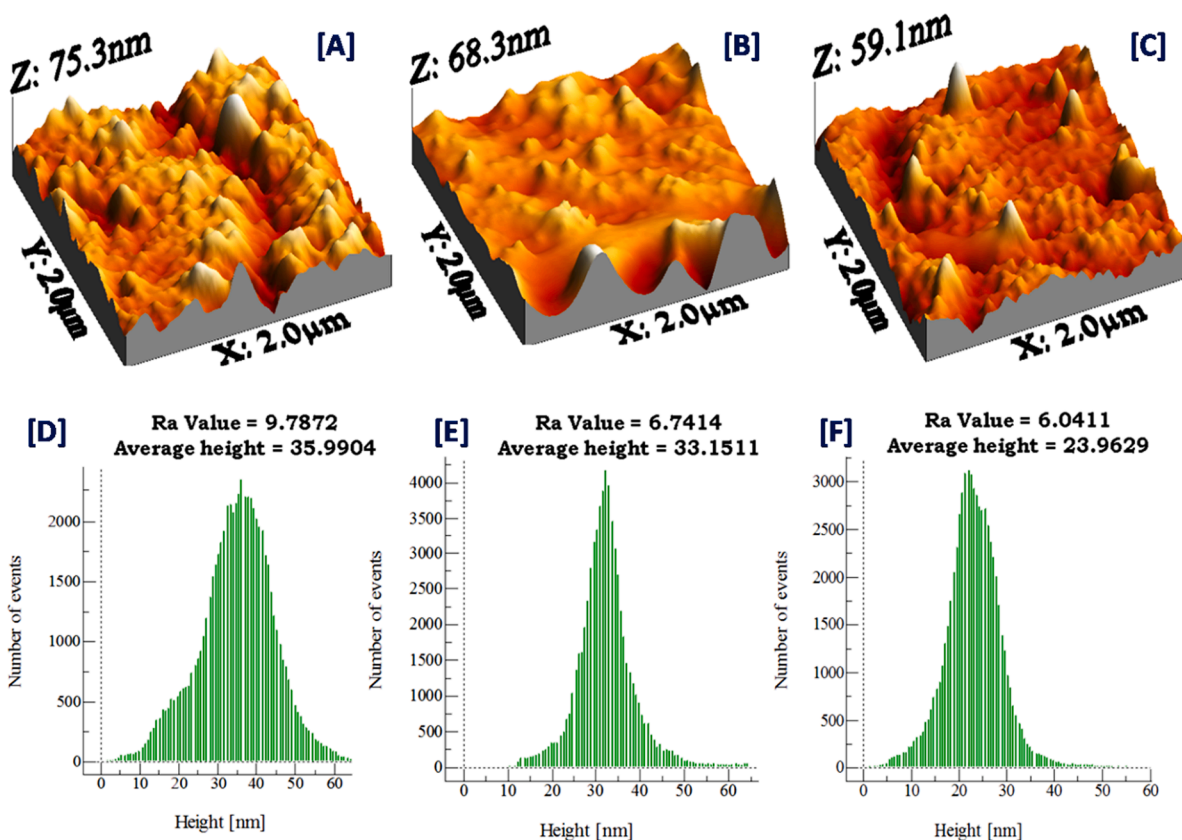 [A]
Z: 75.3nm
Y: 2.0µm
X: 2.0µm
[B]
Z: 68.3nm
Y: 2.0µm
X: 2.0µm
[C]
Z: 59.1nm
Y: 2.0µm
X: 2.0µm
[D]
Ra Value = 9.7872
Average height = 35.9904
2000
1500
1000
500
0
Number of events
0 10 20 30 40 50 60
Height [nm]
[E]
Ra Value = 6.7414
Average height = 33.1511
4000
3500
3000
2500
2000
1500
1000
500
0
Number of events
0 10 20 30 40 50 60
Height [nm]
[F]
Ra Value = 6.0411
Average height = 23.9629
3000
2500
2000
1500
1000
500
0
Number of events
0 10 20 30 40 50 60
Height [nm]